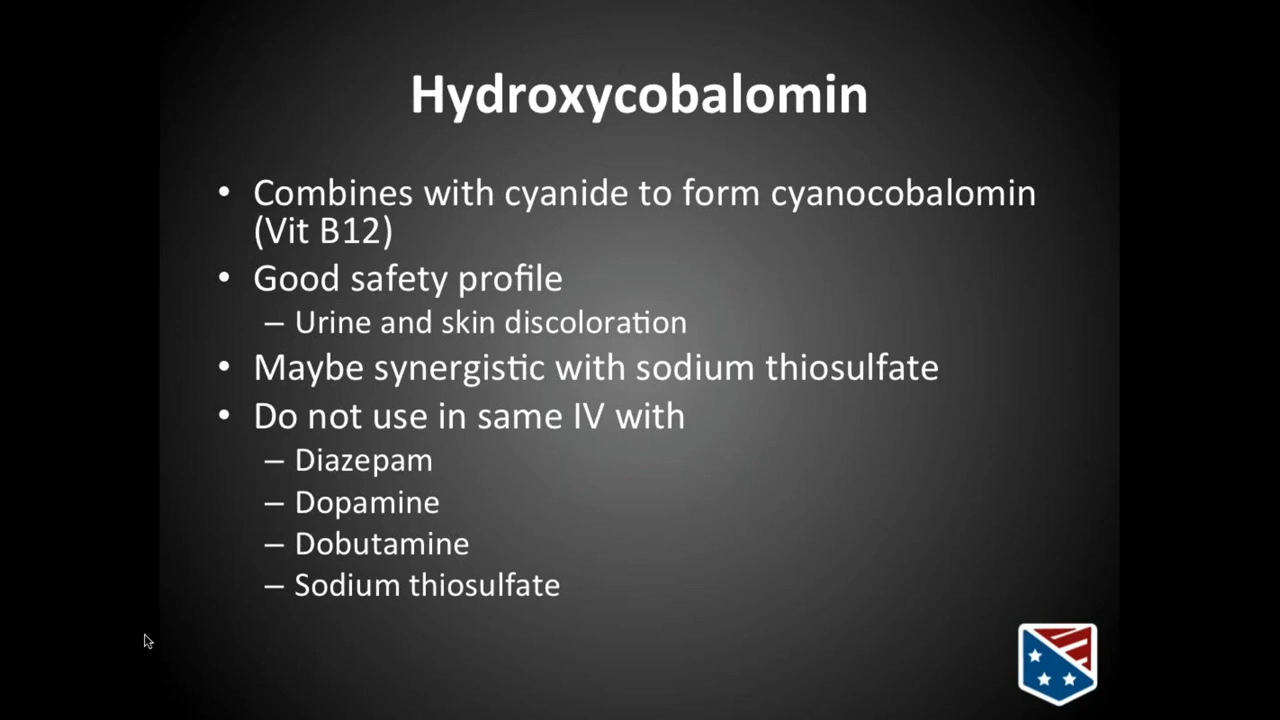 Hydroxycobalomin
• Combines with cyanide to form cyanocobalomin
(Vit B12)
• Good safety profile
– Urine and skin discoloration
• Maybe synergistic with sodium thiosulfate
• Do not use in same IV with
– Diazepam
– Dopamine
– Dobutamine
– Sodium thiosulfate